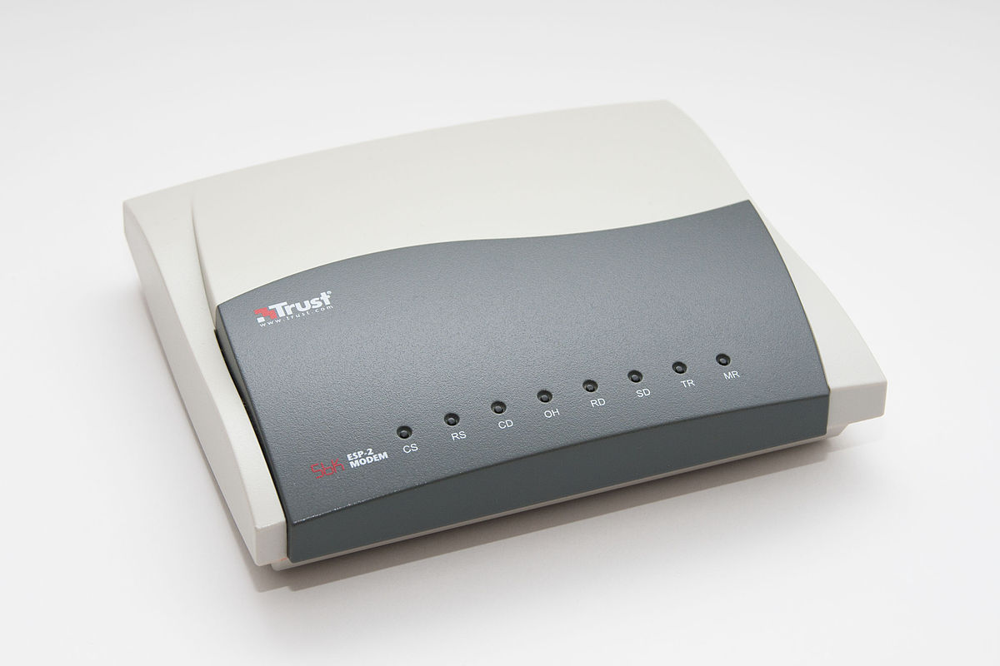 Trust®
www.trust.com
56K ESP-2
MODEM
CS RS CD OH RD SD TR MR